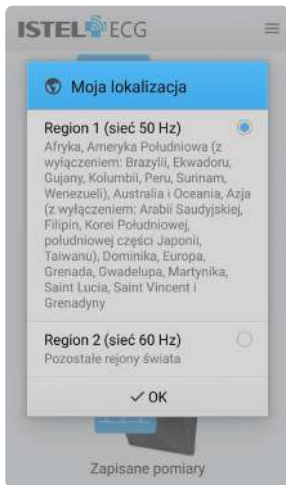 ISTEL ECG
Moja lokalizacja
Region 1 (sieć 50 Hz)
Afryka, Ameryka Południowa (z
wyłączeniem: Brazylii, Ekwadoru,
Gujany, Kolumbii, Peru, Surinam,
Wenezueli), Australia i Oceania, Azja
(z wyłączeniem: Arabii Saudyjskiej,
Filipin, Korei Południowej,
południowej części Japonii,
Taiwanu), Dominika, Europa,
Grenada, Gwadelupa, Martynika,
Saint Lucia, Saint Vincent i
Grenadyny
Region 2 (sieć 60 Hz)
Pozostałe rejony świata
OK
Zapisane pomiary